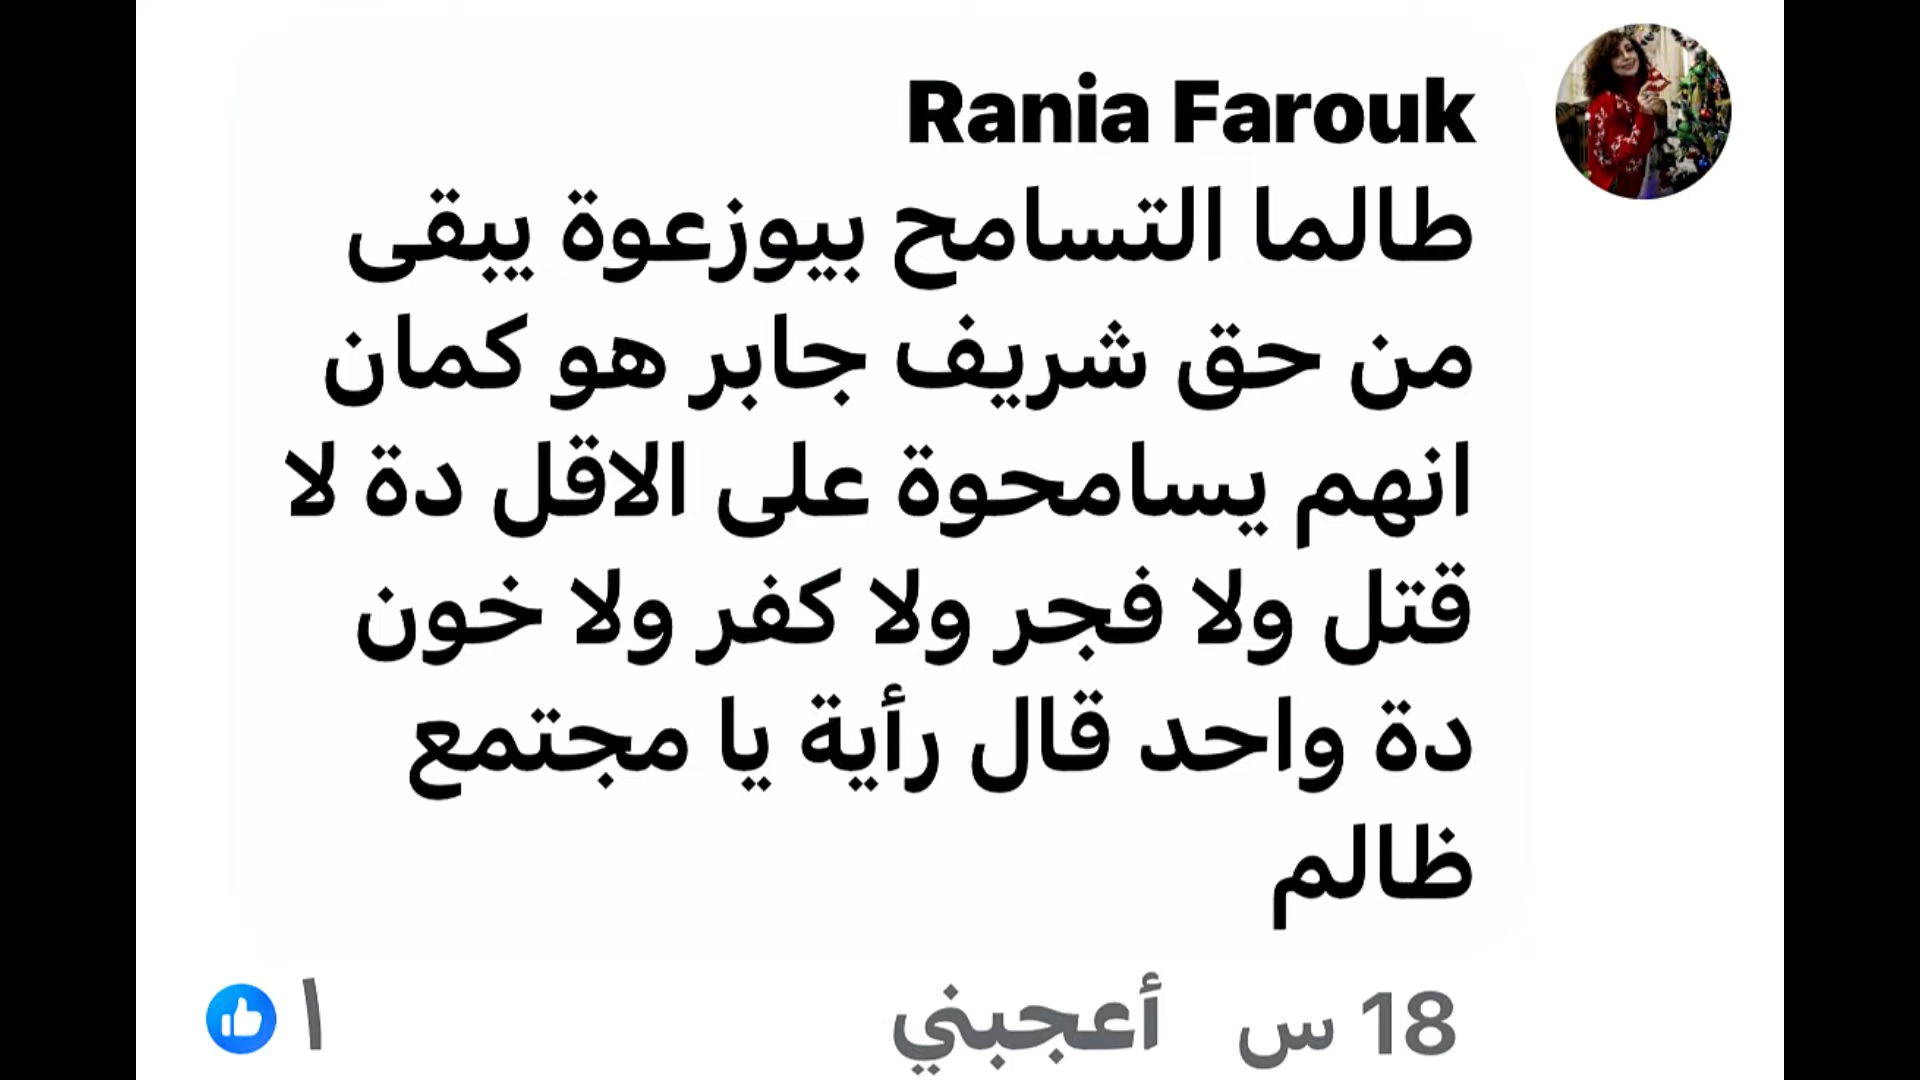 Rania Farouk
طالما التسامح بيوزعوة يبقى
من حق شريف جابر هو كمان
انهم يسامحوة على الاقل دة لا
قتل ولا فجر ولا كفر ولا خون
دة واحد قال رأية يا مجتمع
ظالم
18 س أعجبني ١